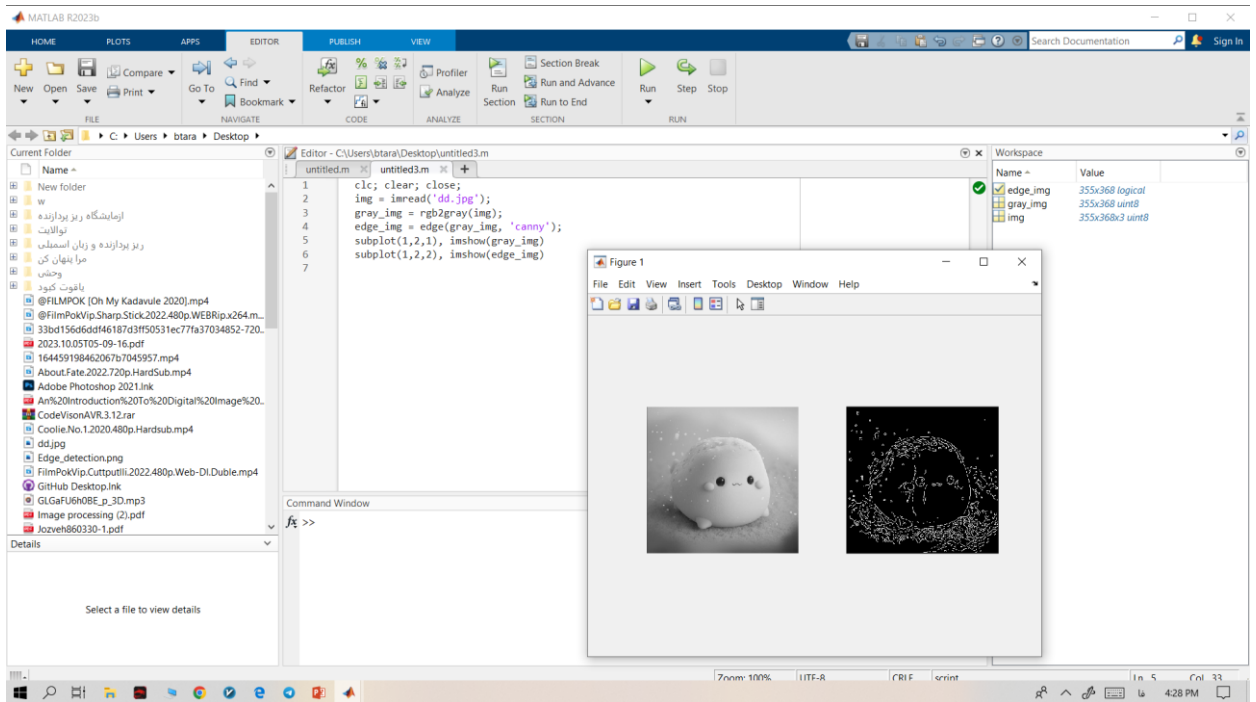 MATLAB R2023b
HOME PLOTS APPS EDITOR PUBLISH VIEW Search Documentation Sign In
New Open Save Compare Print
Go To Find Bookmark
Refactor
Profiler Analyze
Run Section Section Break Run and Advance Run to End
Run Step Stop
FILE NAVIGATE CODE ANALYZE SECTION RUN
C: Users btara Desktop
Current Folder
Name
New folder
w
ازمایشگاه ریز پردازنده
توالایت
ریز پردازنده و زبان اسمبلی
مرا پنهان کن
وحشی
یاقوت کبود
@FILMPOK [Oh My Kadavule 2020].mp4
@FilmPokVip.Sharp.Stick.2022.480p.WEBRip.x264.m...
33bd156d6ddf46187d3ff50531ec77fa37034852-720...
2023.10.05T05-09-16.pdf
164459198462067b7045957.mp4
About.Fate.2022.720p.HardSub.mp4
Adobe Photoshop 2021.lnk
An%20Introduction%20To%20Digital%20Image%20...
CodeVisonAVR.3.12.rar
Coolie.No.1.2020.480p.Hardsub.mp4
dd.jpg
Edge_detection.png
FilmPokVip.Cuttputlli.2022.480p.Web-Dl.Duble.mp4
GitHub Desktop.lnk
GLGaFU6h0BE_p_3D.mp3
Image processing (2).pdf
Jozveh860330-1.pdf
Details
Select a file to view details
Editor - C:\Users\btara\Desktop\untitled3.m
untitled.m untitled3.m
1 clc; clear; close;
2 img = imread('dd.jpg');
3 gray_img = rgb2gray(img);
4 edge_img = edge(gray_img, 'canny');
5 subplot(1,2,1), imshow(gray_img)
6 subplot(1,2,2), imshow(edge_img)
7
Command Window
fx >>
Figure 1
File Edit View Insert Tools Desktop Window Help
Workspace
Name Value
edge_img 355x368 logical
gray_img 355x368 uint8
img 355x368x3 uint8
Zoom: 100% UTF-8 CRLF script Ln 5 Col 33
فا 4:28 PM